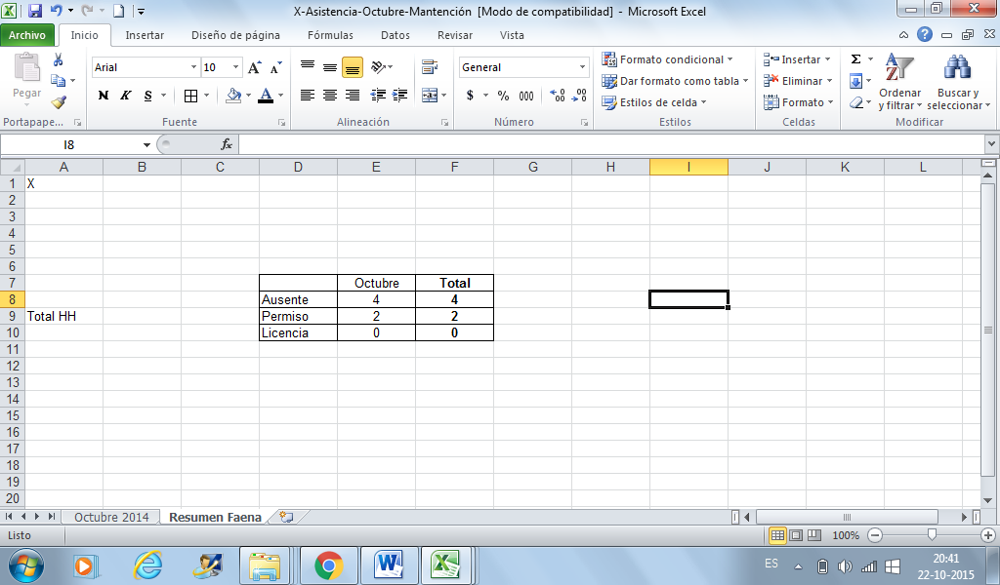 X-Asistencia-Octubre-Mantención [Modo de compatibilidad] - Microsoft Excel
Archivo Inicio Insertar Diseño de página Fórmulas Datos Revisar Vista
Pegar
Arial 10 A A
General
N K S A
$ % 000
Formato condicional
Dar formato como tabla
Estilos de celda
Insertar
Eliminar
Formato
Σ
Ordenar y filtrar
Buscar y seleccionar
Portapape... Fuente Alineación Número Estilos Celdas Modificar
I8 fx
A B C D E F G H I J K L
1 X
2
3
4
5
6
7 Octubre Total
8 Ausente 4 4
9 Total HH Permiso 2 2
10 Licencia 0 0
11
12
13
14
15
16
17
18
19
20
Octubre 2014 Resumen Faena
Listo 100%
ES 20:41
22-10-2015